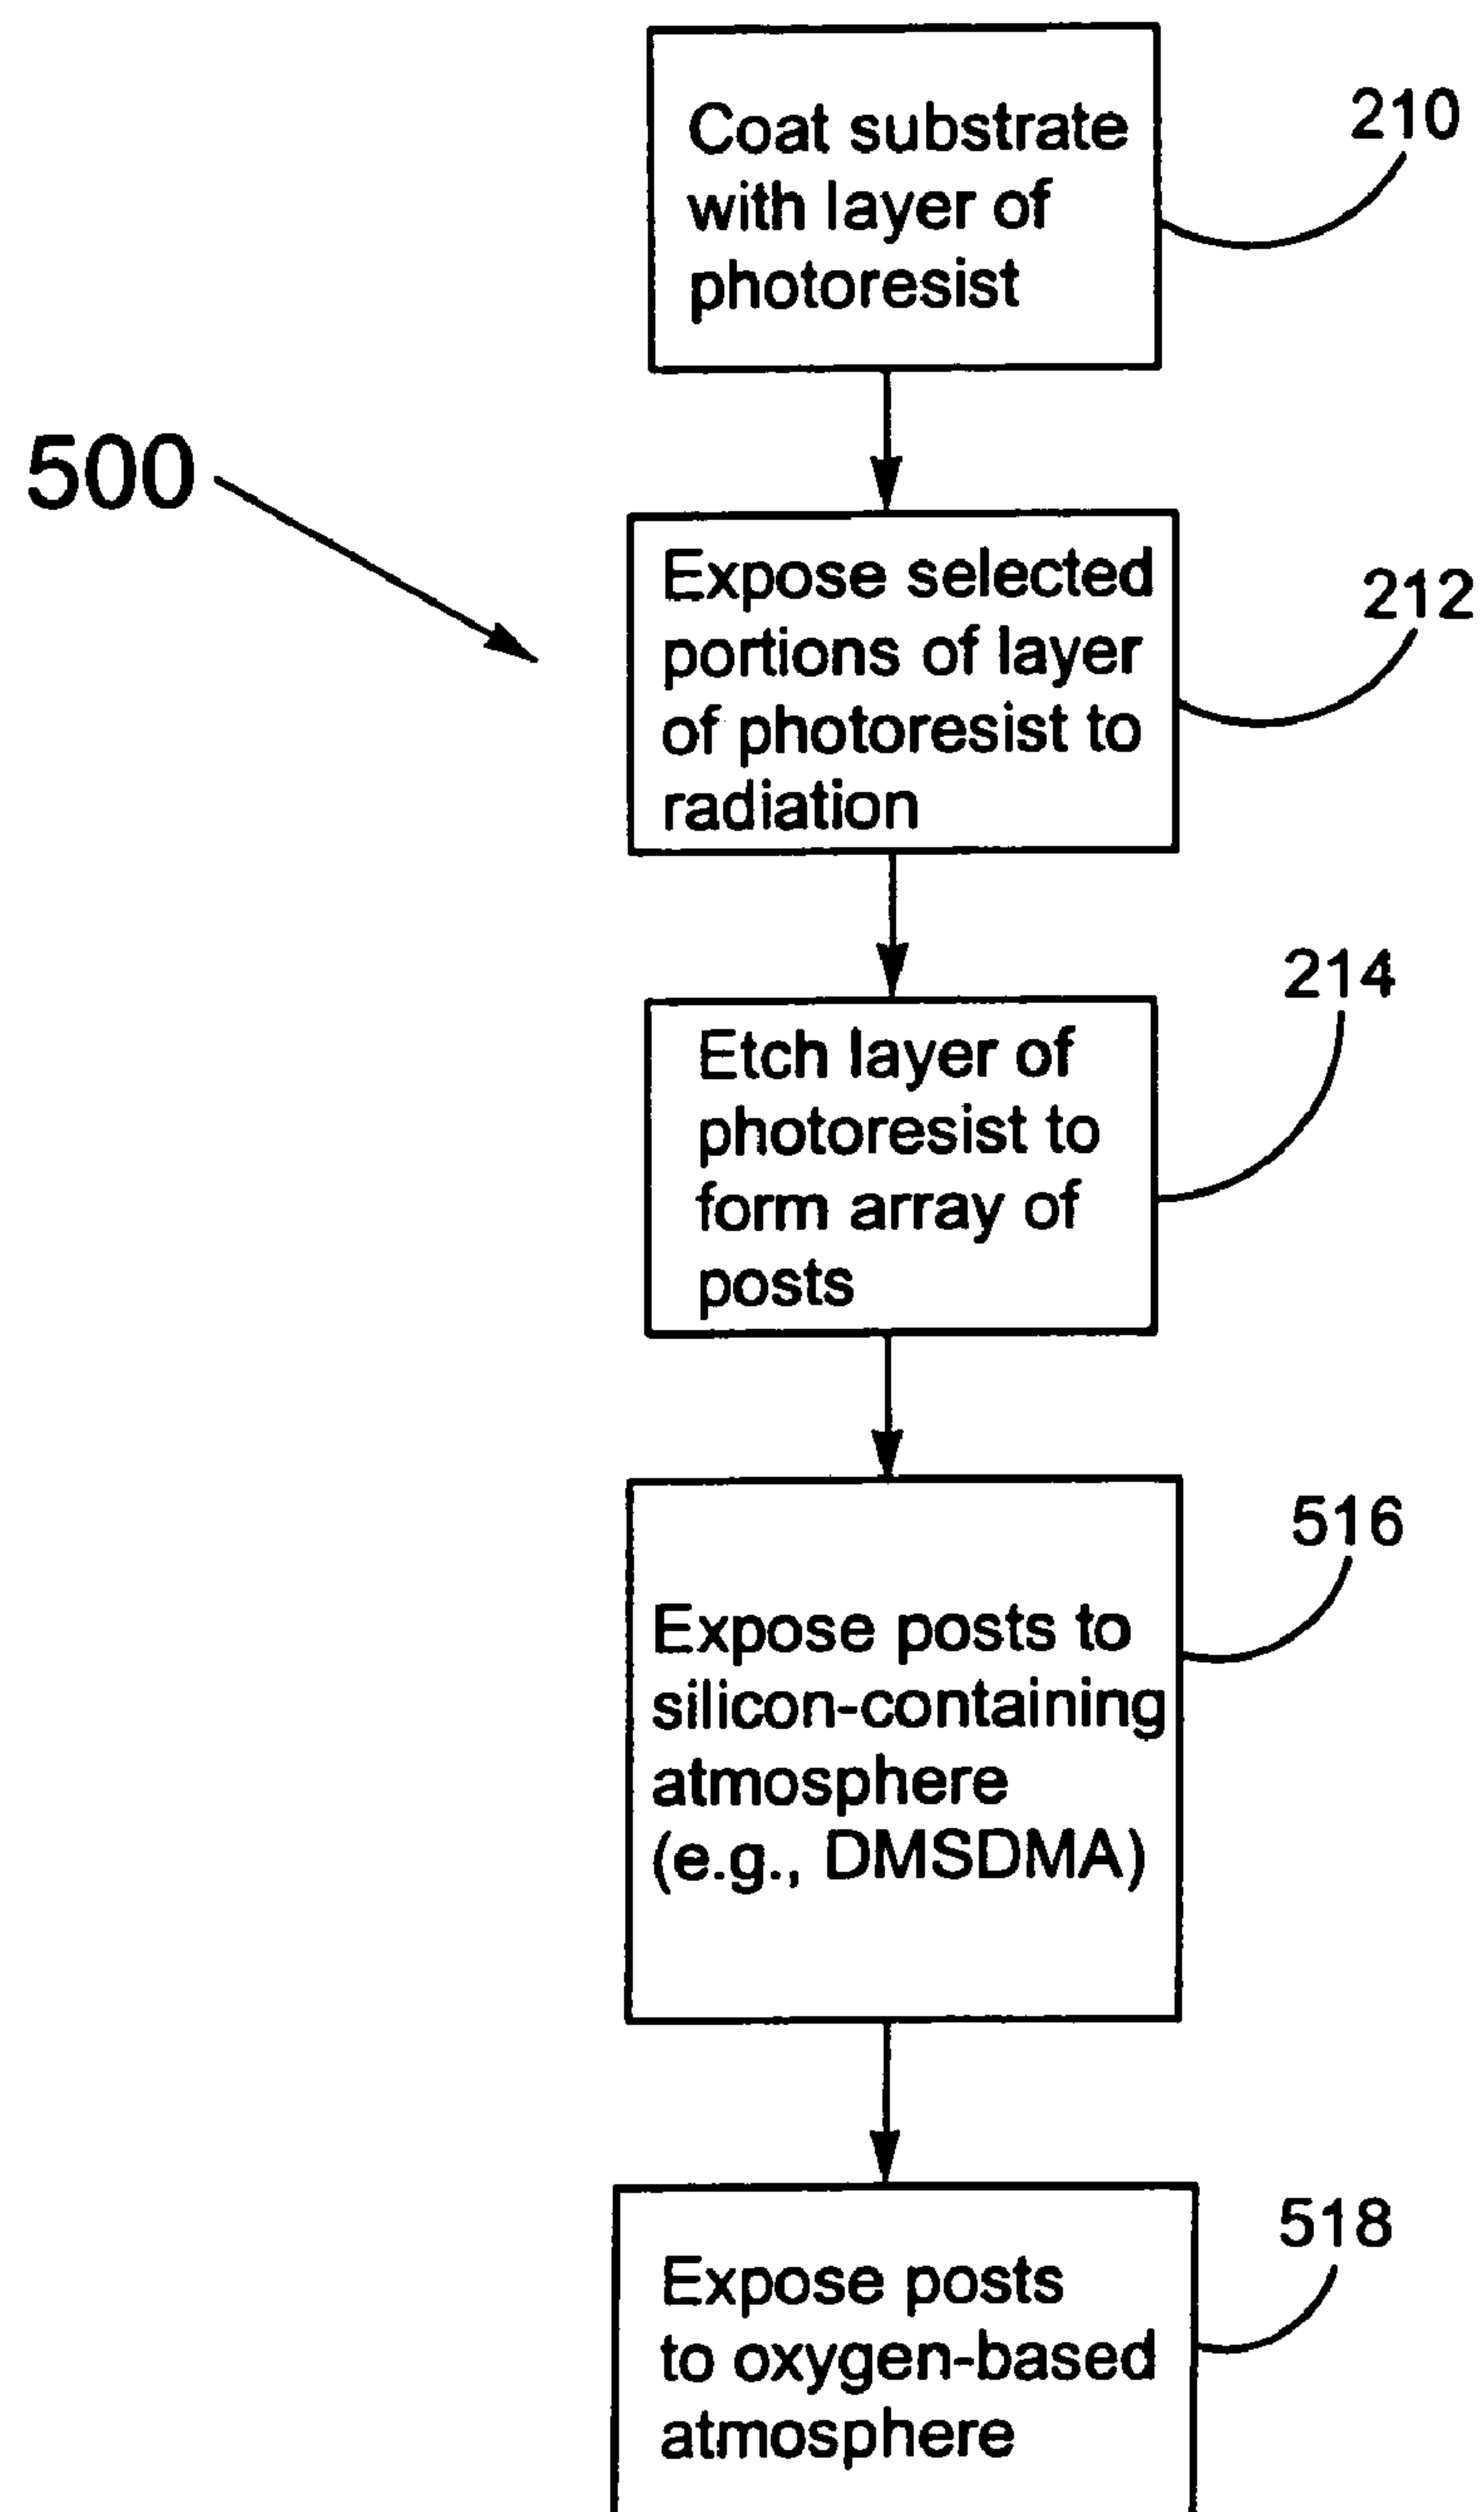 Coat substrate
with layer of
photoresist
210
500
Expose selected
portions of layer
of photoresist to
radiation
212
Etch layer of
photoresist to
form array of
posts
214
Expose posts to
silicon-containing
atmosphere
(e.g., DMSDMA)
516
Expose posts
to oxygen-based
atmosphere
518